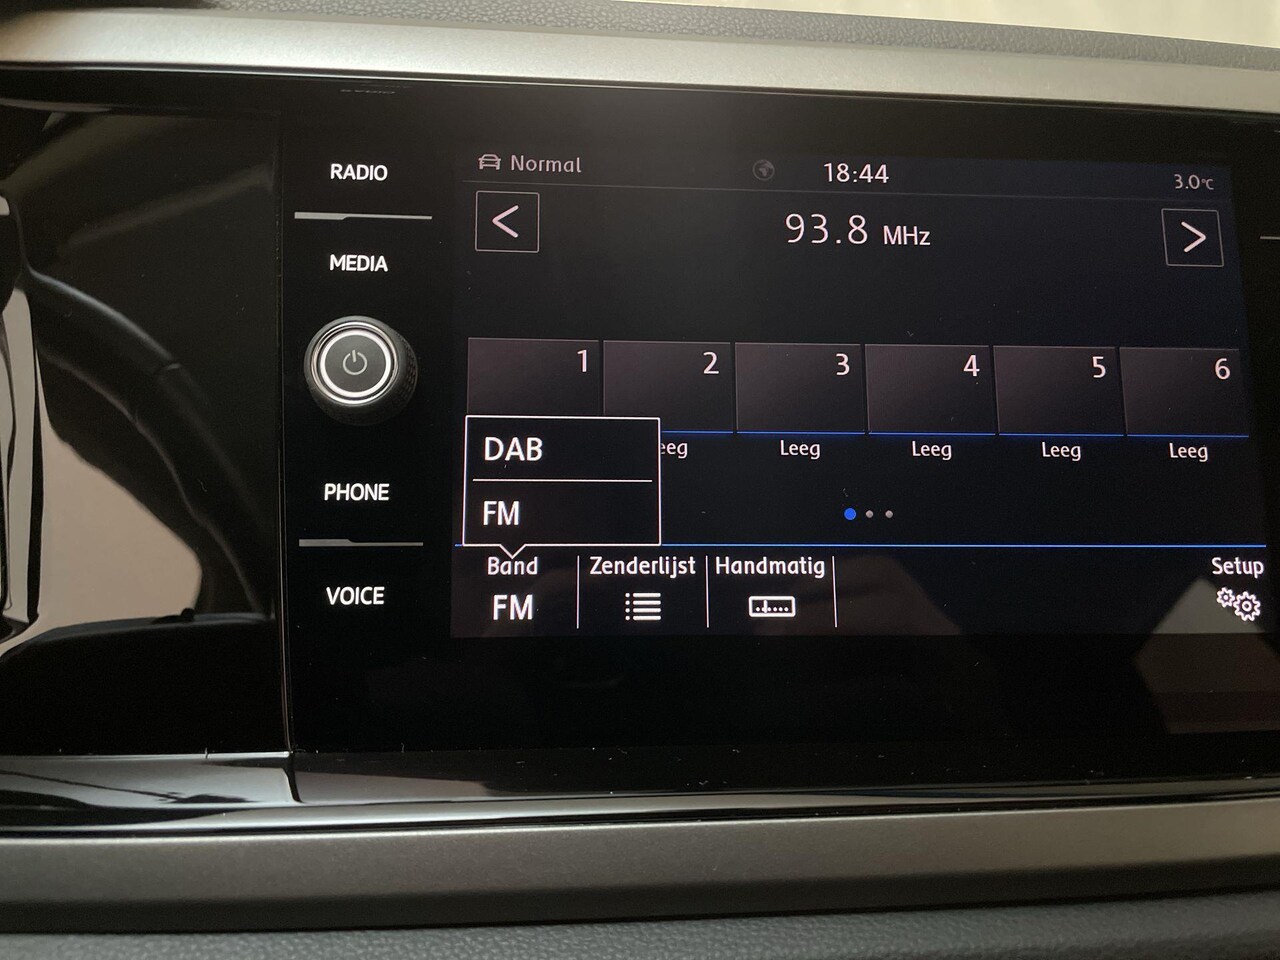 RADIO
MEDIA
PHONE
VOICE
Normal
18:44
3.0°C
<
93.8 MHz
>
1
2
3
4
5
6
DAB
FM
eeg
Leeg
Leeg
Leeg
Leeg
Band
FM
Zenderlijst
Handmatig
Setup